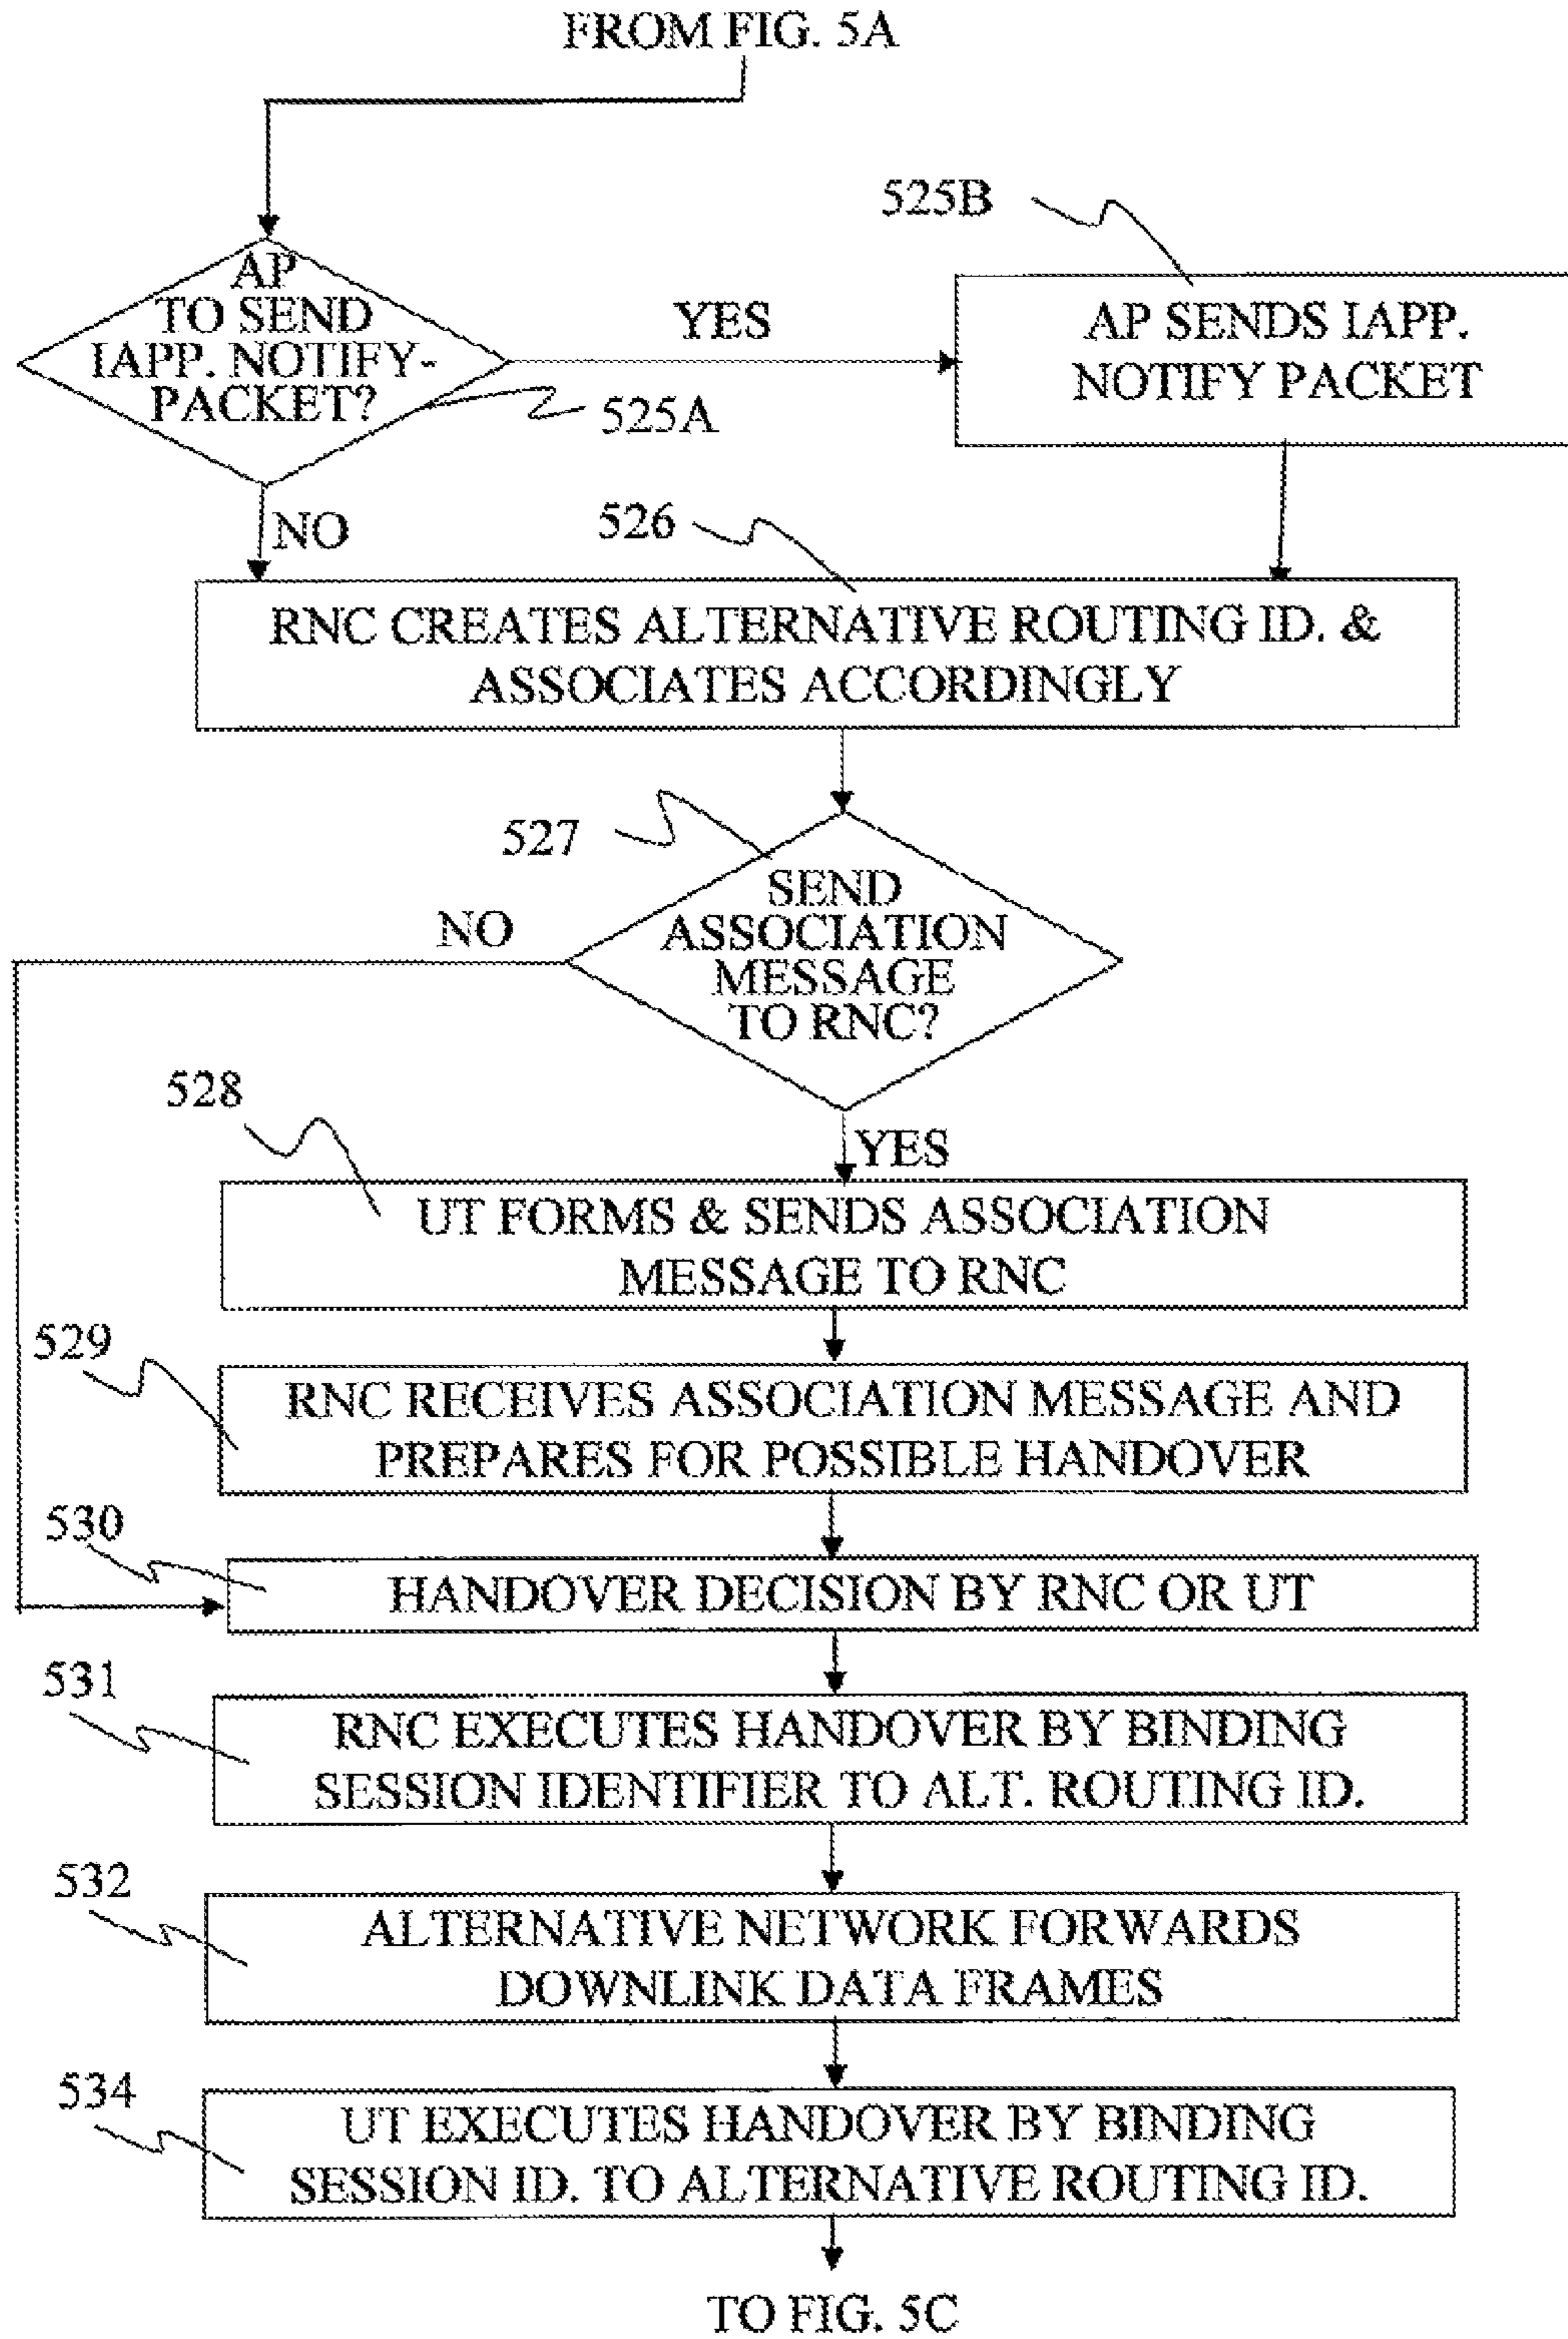 FROM FIG. 5A
525B
AP
TO SEND
IAPP. NOTIFY-
PACKET?
YES
AP SENDS IAPP.
NOTIFY PACKET
525A
NO
526
RNC CREATES ALTERNATIVE ROUTING ID. &
ASSOCIATES ACCORDINGLY
527
SEND
ASSOCIATION
MESSAGE
TO RNC?
NO
528
YES
UT FORMS & SENDS ASSOCIATION
MESSAGE TO RNC
529
RNC RECEIVES ASSOCIATION MESSAGE AND
PREPARES FOR POSSIBLE HANDOVER
530
HANDOVER DECISION BY RNC OR UT
531
RNC EXECUTES HANDOVER BY BINDING
SESSION IDENTIFIER TO ALT. ROUTING ID.
532
ALTERNATIVE NETWORK FORWARDS
DOWNLINK DATA FRAMES
534
UT EXECUTES HANDOVER BY BINDING
SESSION ID. TO ALTERNATIVE ROUTING ID.
TO FIG. 5C